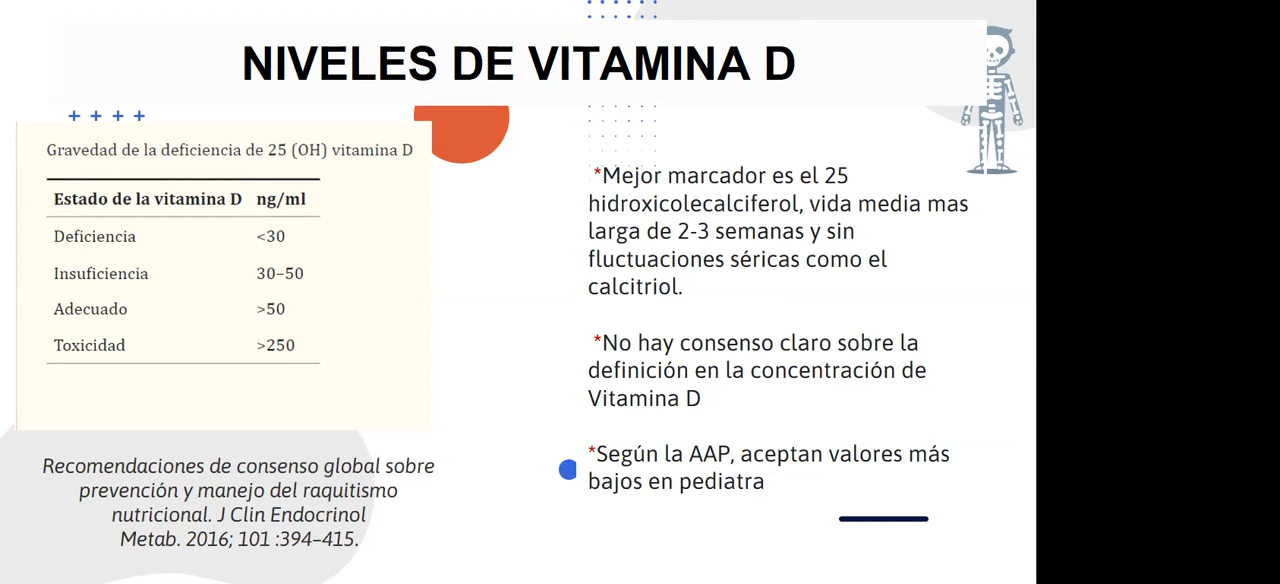 NIVELES DE VITAMINA D
Gravedad de la deficiencia de 25 (OH) vitamina D
Estado de la vitamina D ng/ml
Deficiencia <30
Insuficiencia 30–50
Adecuado >50
Toxicidad >250
Recomendaciones de consenso global sobre
prevención y manejo del raquitismo
nutricional. J Clin Endocrinol
Metab. 2016; 101 :394–415.
*Mejor marcador es el 25
hidroxicolecalciferol, vida media mas
larga de 2-3 semanas y sin
fluctuaciones séricas como el
calcitriol.
*No hay consenso claro sobre la
definición en la concentración de
Vitamina D
*Según la AAP, aceptan valores más
bajos en pediatra